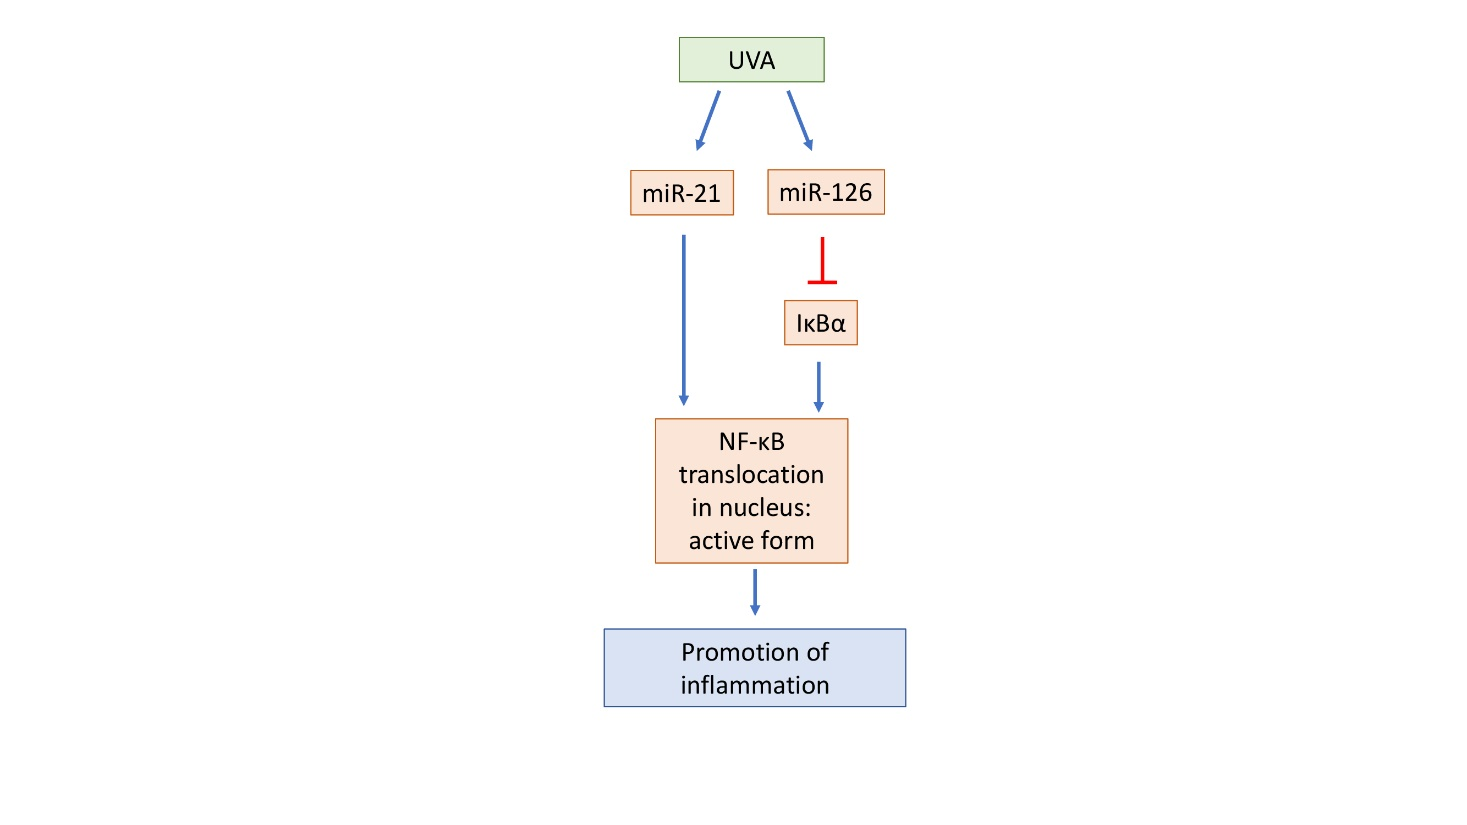 UVA
miR-21
miR-126
IκBα
NF-κB
translocation
in nucleus:
active form
Promotion of
inflammation